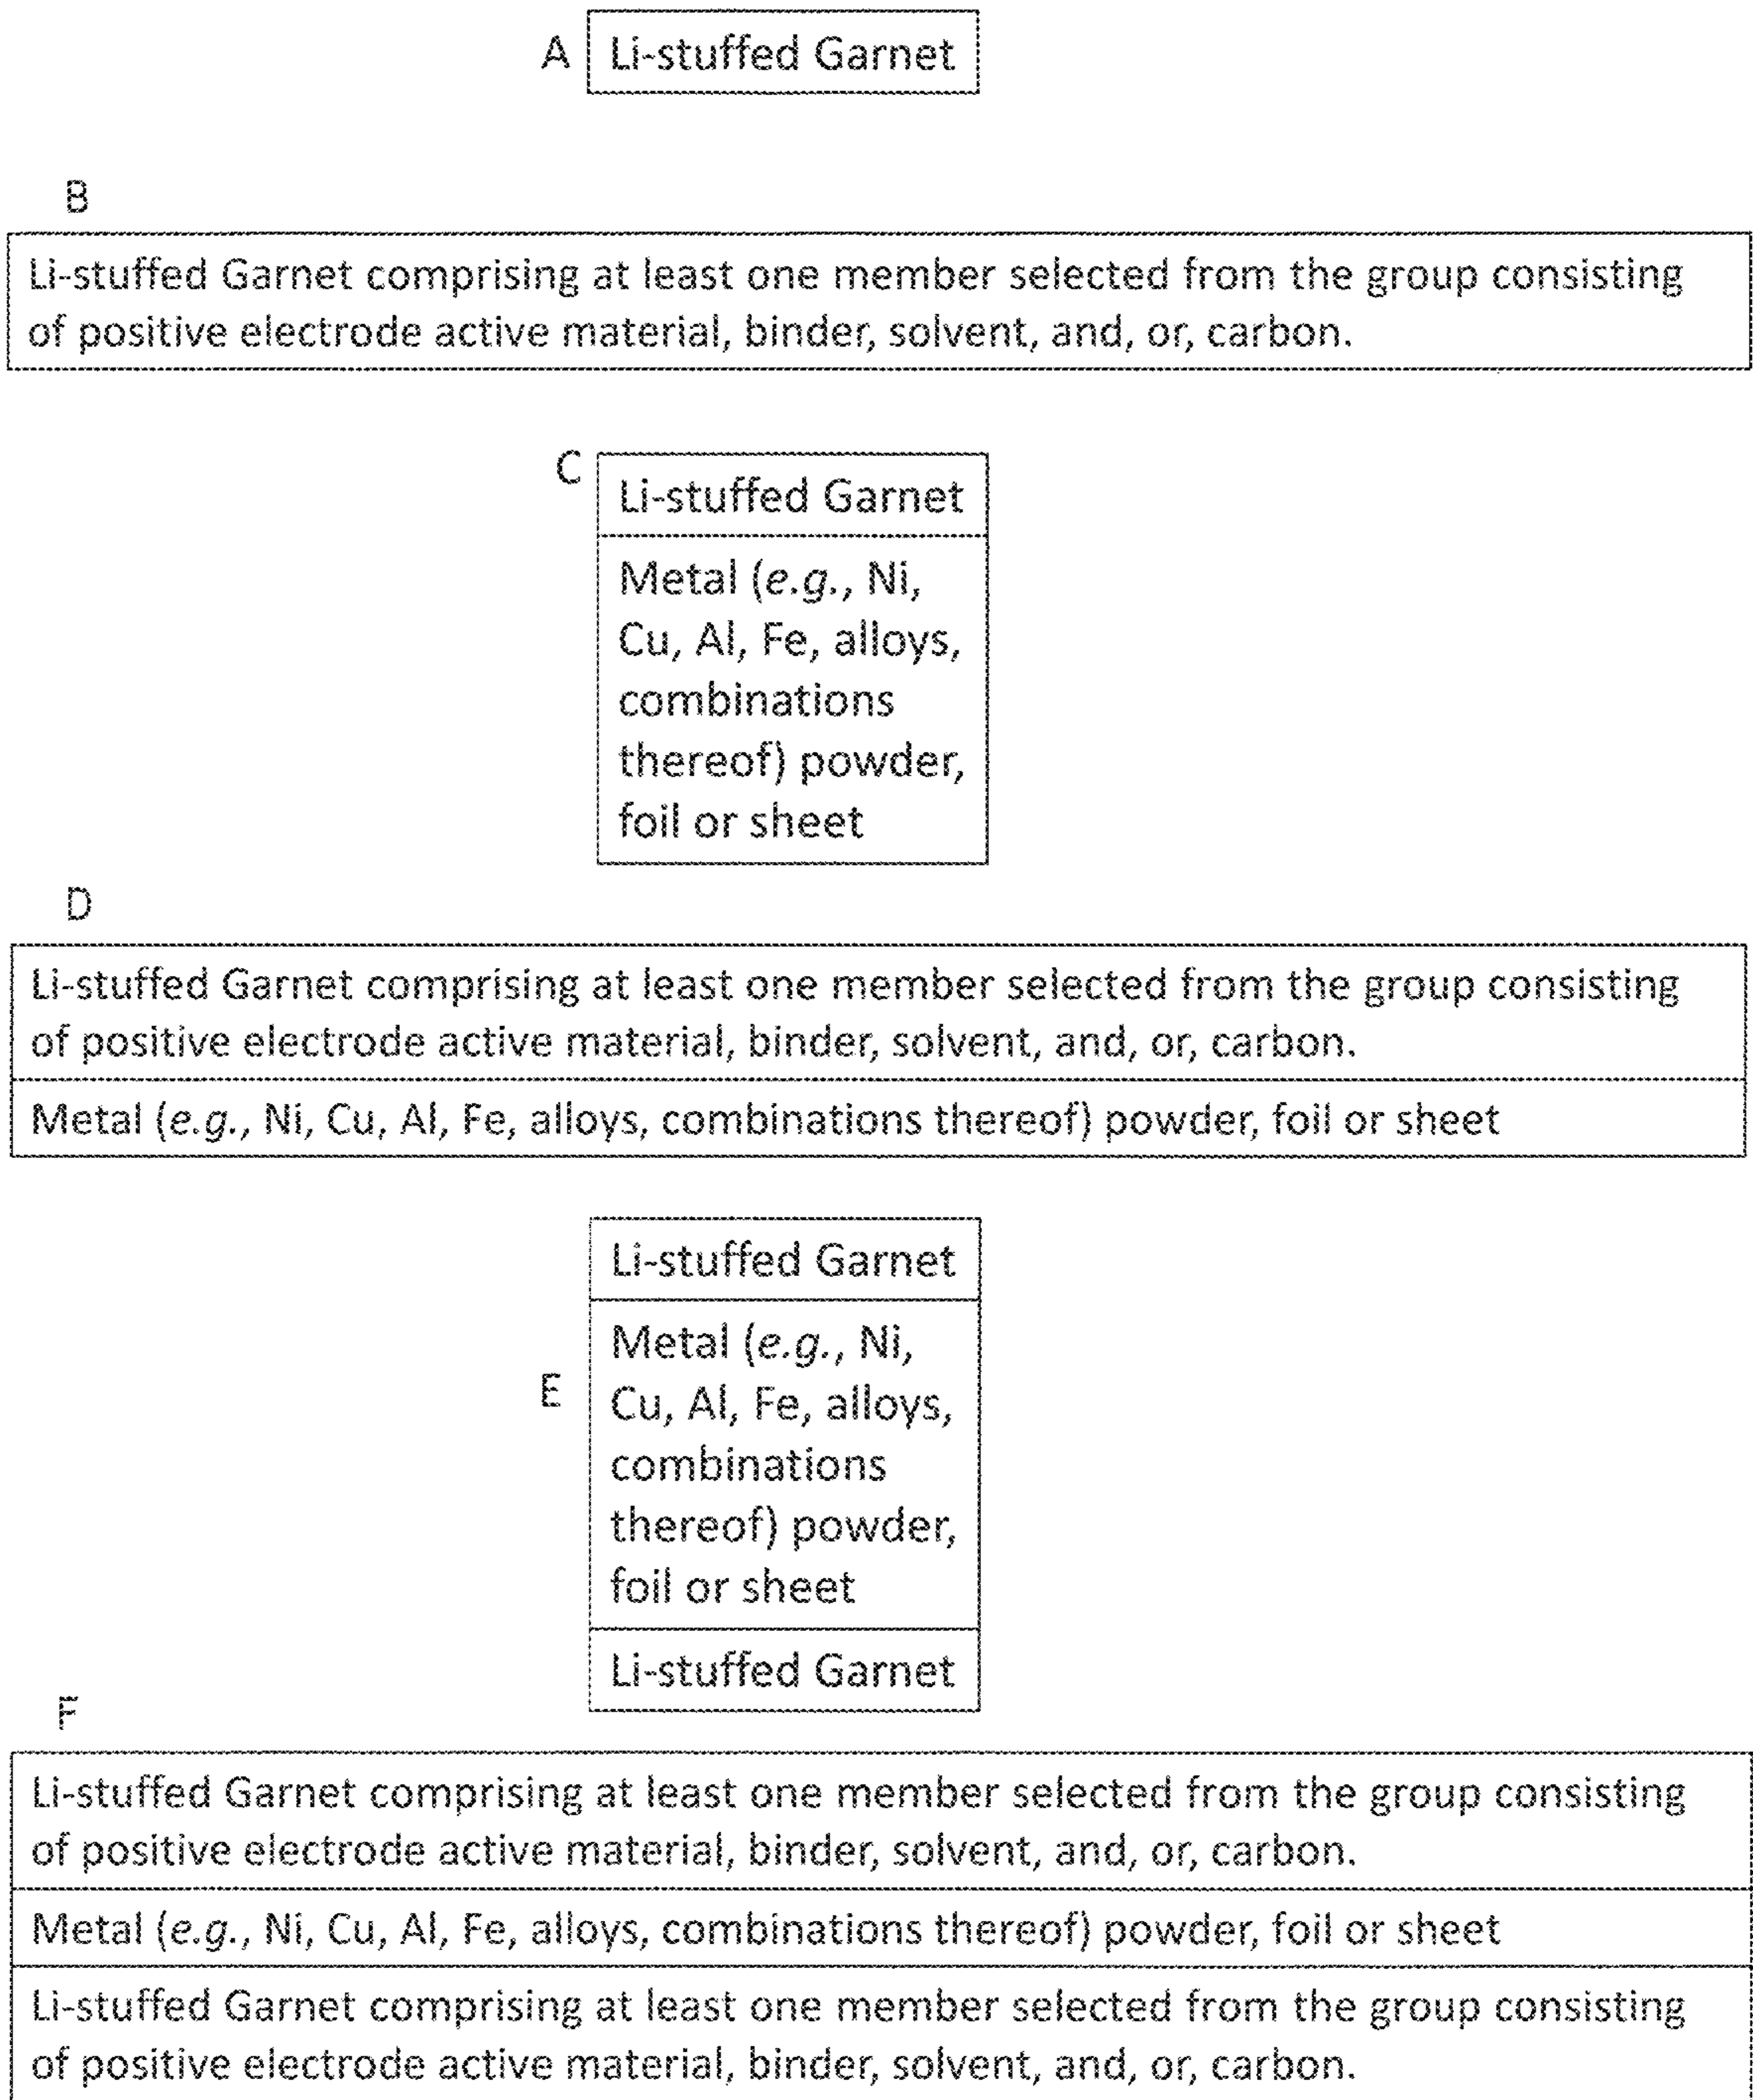 A Li-stuffed Garnet
B
Li-stuffed Garnet comprising at least one member selected from the group consisting
of positive electrode active material, binder, solvent, and, or, carbon.
C
Li-stuffed Garnet
Metal (e.g., Ni,
Cu, Al, Fe, alloys,
combinations
thereof) powder,
foil or sheet
D
Li-stuffed Garnet comprising at least one member selected from the group consisting
of positive electrode active material, binder, solvent, and, or, carbon.
Metal (e.g., Ni, Cu, Al, Fe, alloys, combinations thereof) powder, foil or sheet
E
Li-stuffed Garnet
Metal (e.g., Ni,
Cu, Al, Fe, alloys,
combinations
thereof) powder,
foil or sheet
Li-stuffed Garnet
F
Li-stuffed Garnet comprising at least one member selected from the group consisting
of positive electrode active material, binder, solvent, and, or, carbon.
Metal (e.g., Ni, Cu, Al, Fe, alloys, combinations thereof) powder, foil or sheet
Li-stuffed Garnet comprising at least one member selected from the group consisting
of positive electrode active material, binder, solvent, and, or, carbon.